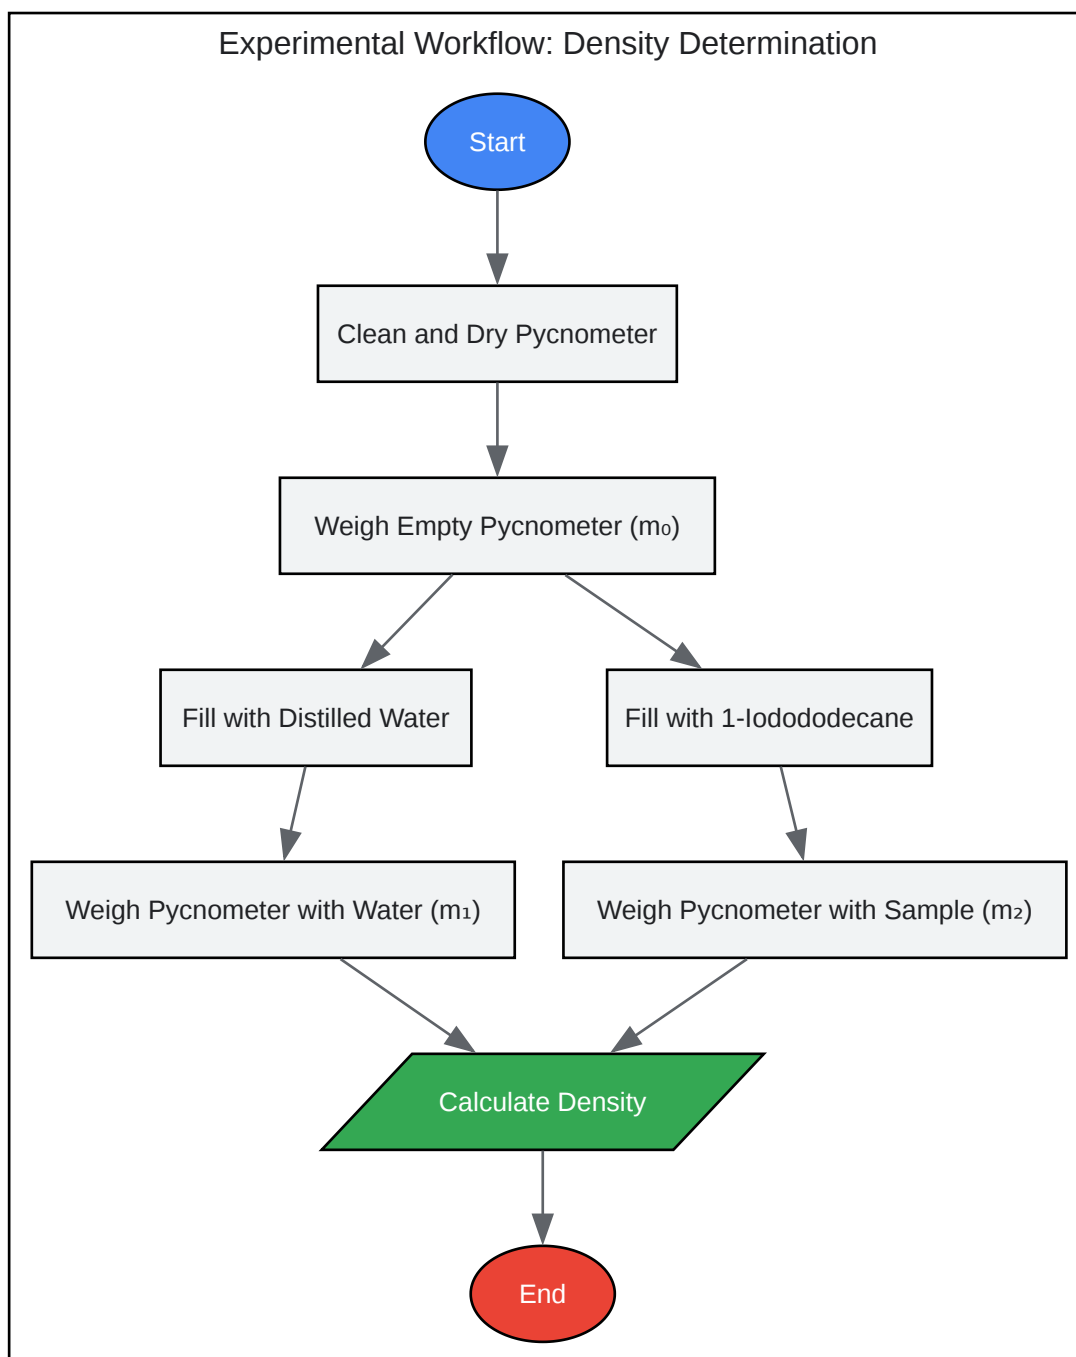 Experimental Workflow: Density Determination
Start
Clean and Dry Pycnometer
Weigh Empty Pycnometer (m₀)
Fill with Distilled Water
Fill with 1-Iodododecane
Weigh Pycnometer with Water (m₁)
Weigh Pycnometer with Sample (m₂)
Calculate Density
End